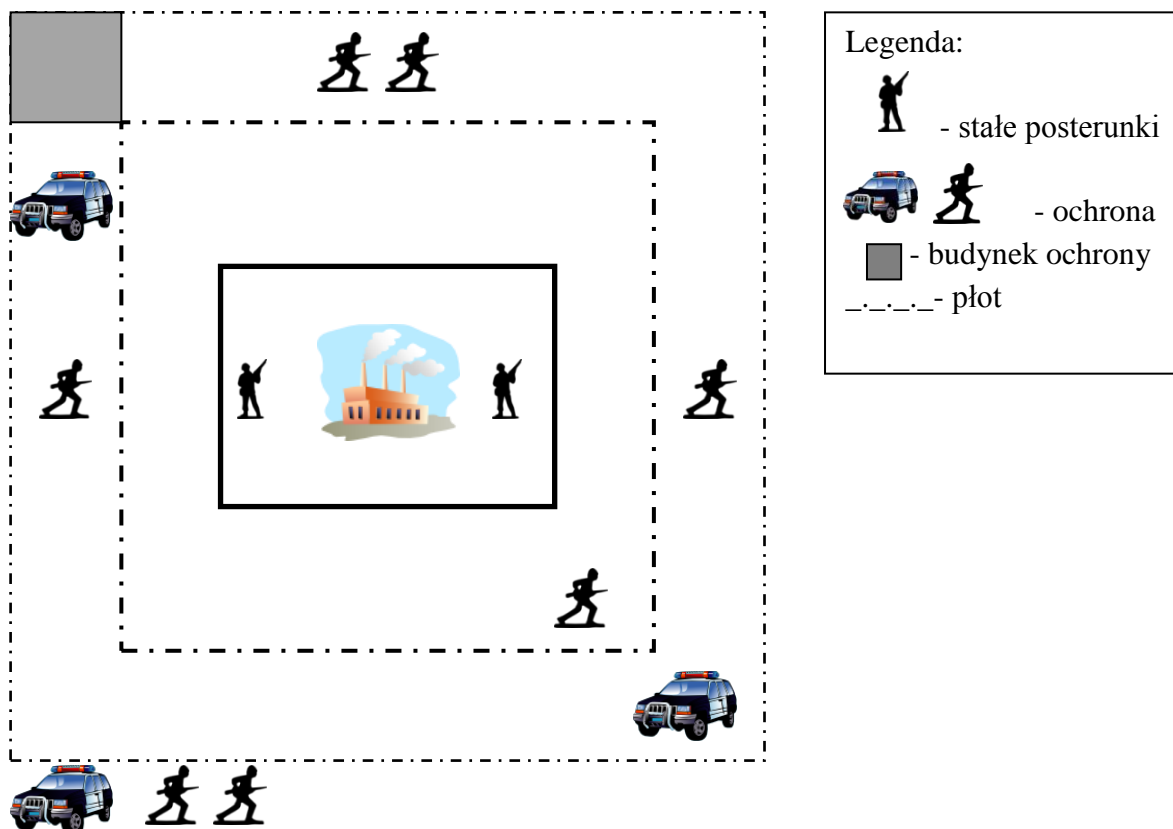 Legenda:
- stałe posterunki
- ochrona
- budynek ochrony
_._._._- płot